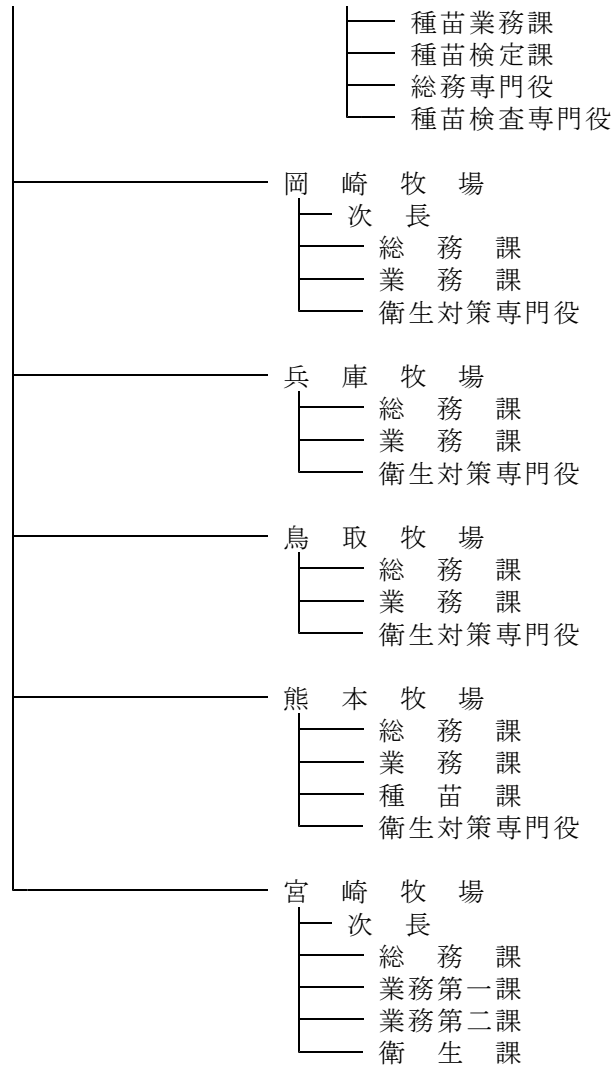 種苗業務課
種苗検定課
総務専門役
種苗検査専門役
岡崎牧場
次長
総務課
業務課
衛生対策専門役
兵庫牧場
総務課
業務課
衛生対策専門役
鳥取牧場
総務課
業務課
衛生対策専門役
熊本牧場
総務課
業務課
種苗課
衛生対策専門役
宮崎牧場
次長
総務課
業務第一課
業務第二課
衛生課